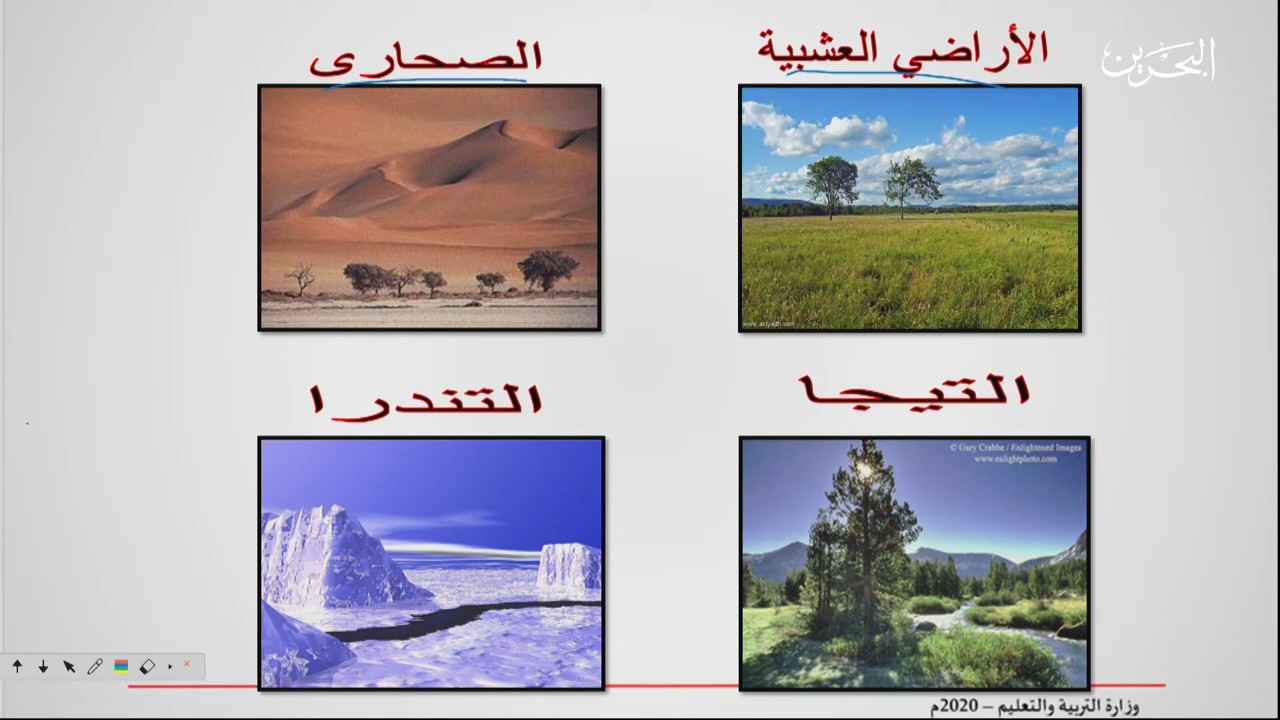 البحرين
الأراضي العشبية
الصحارى
التيجا
التندرا
© Gary Crabbe / Enlightened Images
www.enlightphoto.com
وزارة التربية والتعليم – 2020م